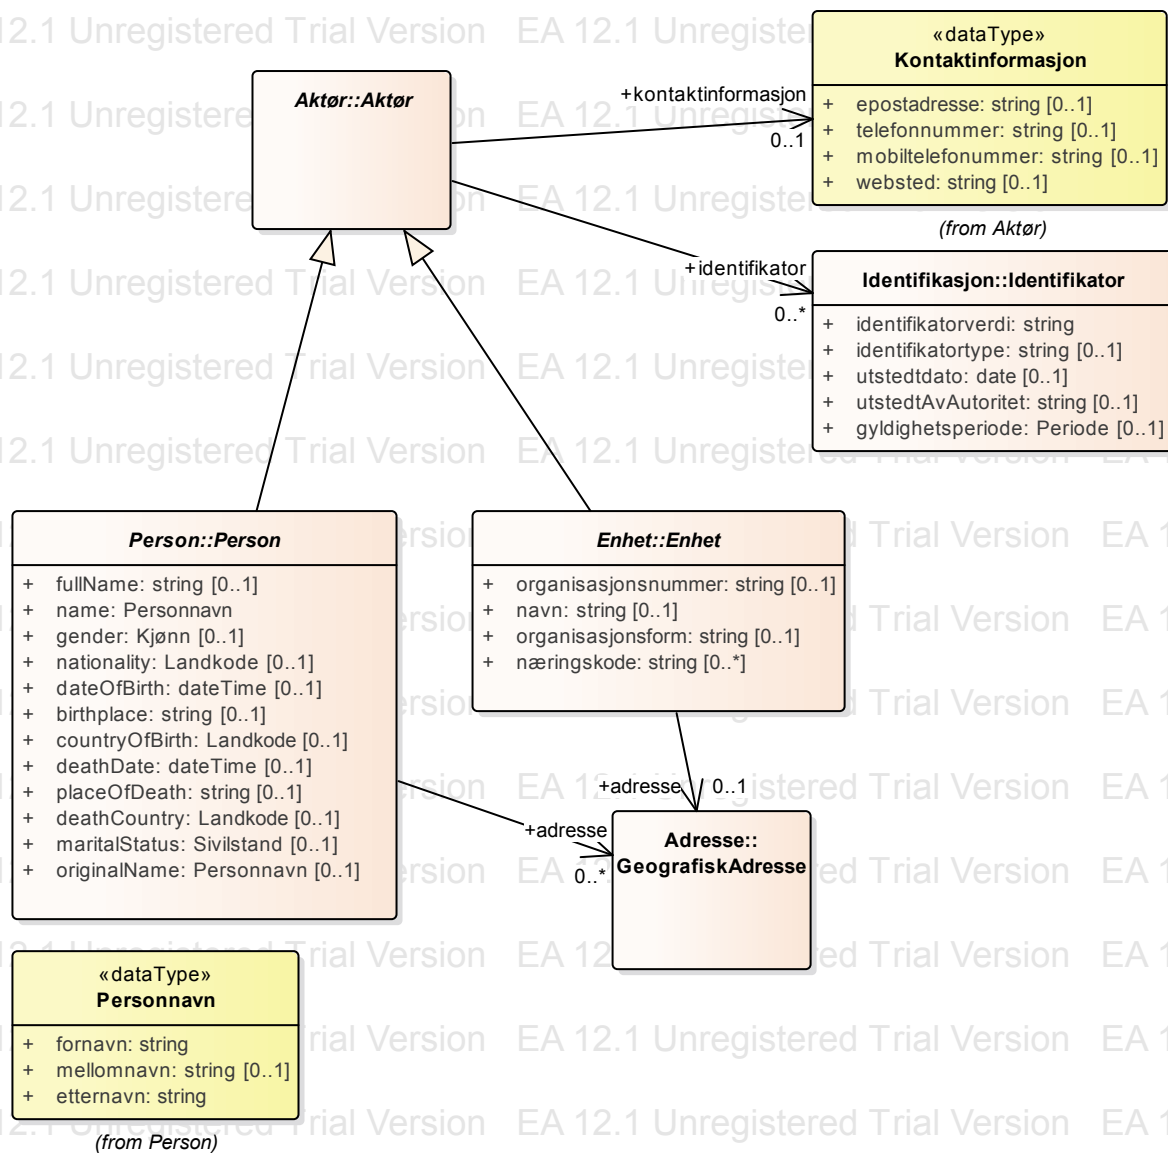 «dataType»
Kontaktinformasjon
+ epostadresse: string [0..1]
+ telefonnummer: string [0..1]
+ mobiltelefonummer: string [0..1]
+ websted: string [0..1]
(from Aktør)
Aktør::Aktør
+kontaktinformasjon
0..1
+identifikator
0..*
Identifikasjon::Identifikator
+ identifikatorverdi: string
+ identifikatortype: string [0..1]
+ utstedtdato: date [0..1]
+ utstedtAvAutoritet: string [0..1]
+ gyldighetsperiode: Periode [0..1]
Person::Person
+ fullName: string [0..1]
+ name: Personnavn
+ gender: Kjønn [0..1]
+ nationality: Landkode [0..1]
+ dateOfBirth: dateTime [0..1]
+ birthplace: string [0..1]
+ countryOfBirth: Landkode [0..1]
+ deathDate: dateTime [0..1]
+ placeOfDeath: string [0..1]
+ deathCountry: Landkode [0..1]
+ maritalStatus: Sivilstand [0..1]
+ originalName: Personnavn [0..1]
Enhet::Enhet
+ organisasjonsnummer: string [0..1]
+ navn: string [0..1]
+ organisasjonsform: string [0..1]
+ næringskode: string [0..*]
+adresse 0..1
+adresse
0..*
Adresse::
GeografiskAdresse
«dataType»
Personnavn
+ fornavn: string
+ mellomnavn: string [0..1]
+ etternavn: string
(from Person)
EA 12.1 Unregistered Trial Version